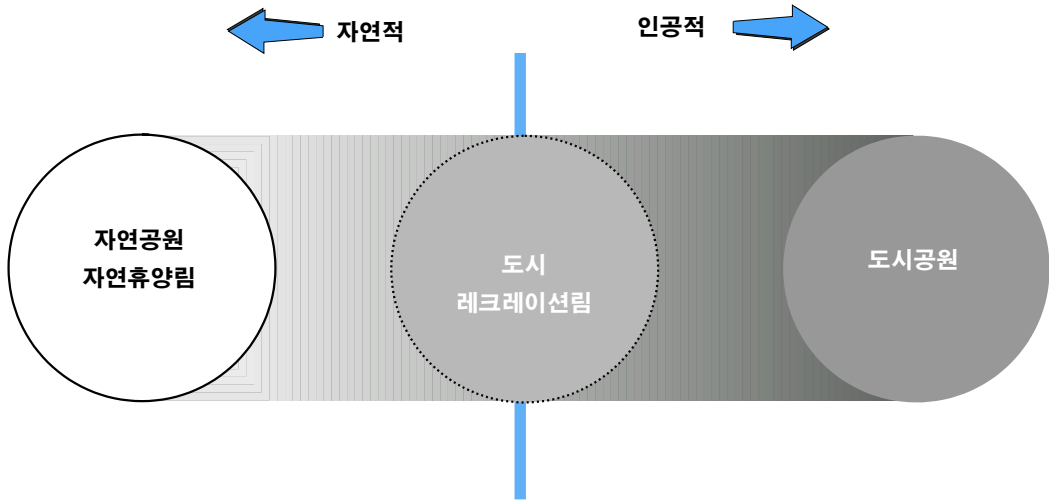 자연적
인공적
자연공원
자연휴양림
도시
레크레이션림
도시공원